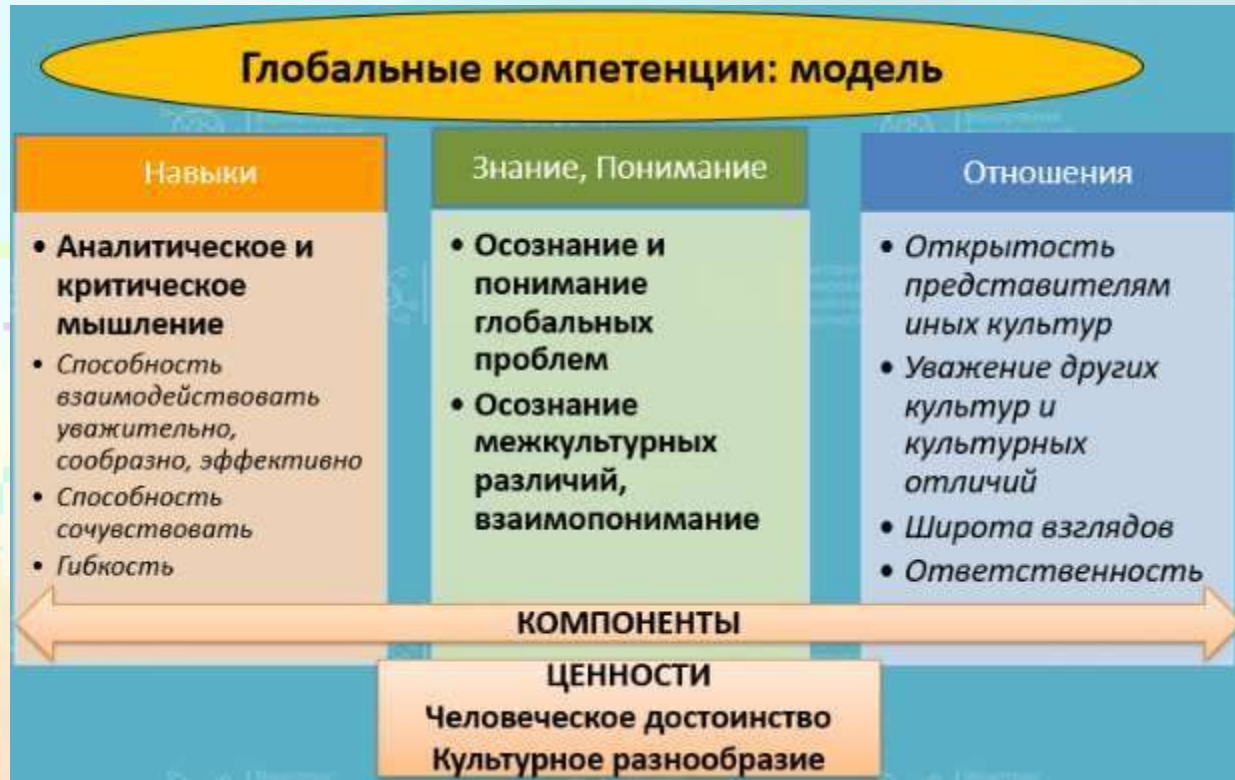 Глобальные компетенции: модель
Навыки
• Аналитическое и
критическое
мышление
• Способность
взаимодействовать
уважительно,
сообразно, эффективно
• Способность
сочувствовать
• Гибкость
Знание, Понимание
• Осознание и
понимание
глобальных
проблем
• Осознание
межкультурных
различий,
взаимопонимание
Отношения
• Открытость
представителям
иных культур
• Уважение других
культур и
культурных
отличий
• Широта взглядов
• Ответственность
КОМПОНЕНТЫ
ЦЕННОСТИ
Человеческое достоинство
Культурное разнообразие